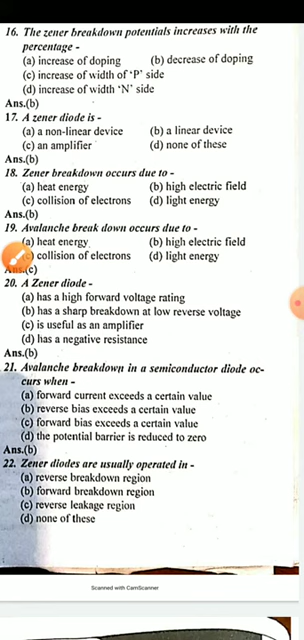 16. The zener breakdown potentials increases with the
percentage -
(a) increase of doping (b) decrease of doping
(c) increase of width of 'P' side
(d) increase of width 'N' side
Ans.(b)
17. A zener diode is -
(a) a non-linear device (b) a linear device
(c) an amplifier (d) none of these
Ans.(b)
18. Zener breakdown occurs due to -
(a) heat energy (b) high electric field
(c) collision of electrons (d) light energy
Ans.(b)
19. Avalanche break down occurs due to -
(a) heat energy (b) high electric field
(c) collision of electrons (d) light energy
Ans.(c)
20. A Zener diode -
(a) has a high forward voltage rating
(b) has a sharp breakdown at low reverse voltage
(c) is useful as an amplifier
(d) has a negative resistance
Ans.(b)
21. Avalanche breakdown in a semiconductor diode oc-
curs when -
(a) forward current exceeds a certain value
(b) reverse bias exceeds a certain value
(c) forward bias exceeds a certain value
(d) the potential barrier is reduced to zero
Ans.(b)
22. Zener diodes are usually operated in -
(a) reverse breakdown region
(b) forward breakdown region
(c) reverse leakage region
(d) none of these
Scanned with CamScanner